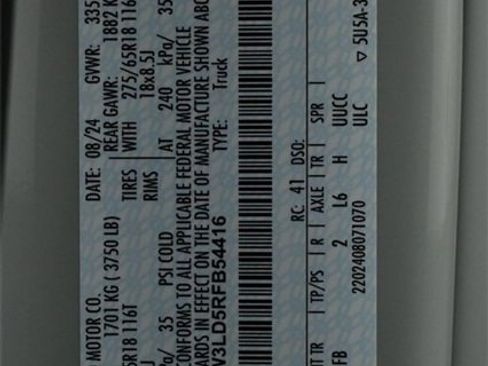 MOTOR CO. DATE: 08/24 GWVR: 335
1701 KG ( 3750 LB) REAR GAWR: 1882 K
5R18 116T TIRES WITH 275/65R18 116
J RIMS 18x8.5J
a/ 35 PSI COLD AT 240 kPa/ 35
CONFORMS TO ALL APPLICABLE FEDERAL MOTOR VEHICLE
ARDS IN EFFECT ON THE DATE OF MANUFACTURE SHOWN ABO
V3LD5RFB54416 TYPE: Truck
RC: 41 DSO:
T TR | TP/PS | R | AXLE | TR | SPR |
FB 2 L6 H UUCC
2202408071070 ULC ▽ 5U5A-3